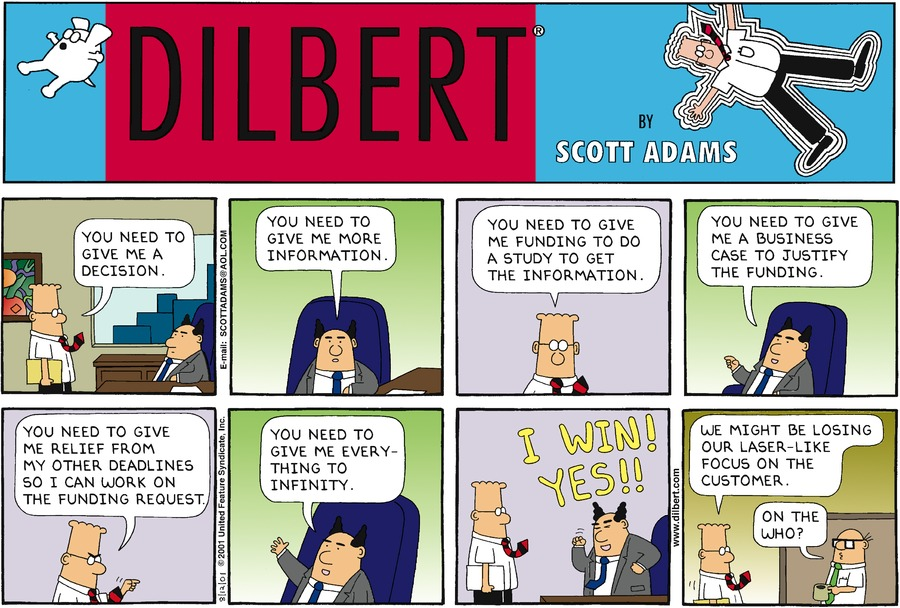 DILBERT®
BY
SCOTT ADAMS
YOU NEED TO
GIVE ME A
DECISION.
E-mail: SCOTTADAMS@AOL.COM
YOU NEED TO
GIVE ME MORE
INFORMATION.
YOU NEED TO GIVE
ME FUNDING TO DO
A STUDY TO GET
THE INFORMATION.
YOU NEED TO GIVE
ME A BUSINESS
CASE TO JUSTIFY
THE FUNDING.
YOU NEED TO GIVE
ME RELIEF FROM
MY OTHER DEADLINES
SO I CAN WORK ON
THE FUNDING REQUEST.
8/12/01 © 2001 United Feature Syndicate, Inc.
YOU NEED TO
GIVE ME EVERY-
THING TO
INFINITY.
I WIN!
YES!!
www.dilbert.com
WE MIGHT BE LOSING
OUR LASER-LIKE
FOCUS ON THE
CUSTOMER.
ON THE
WHO?